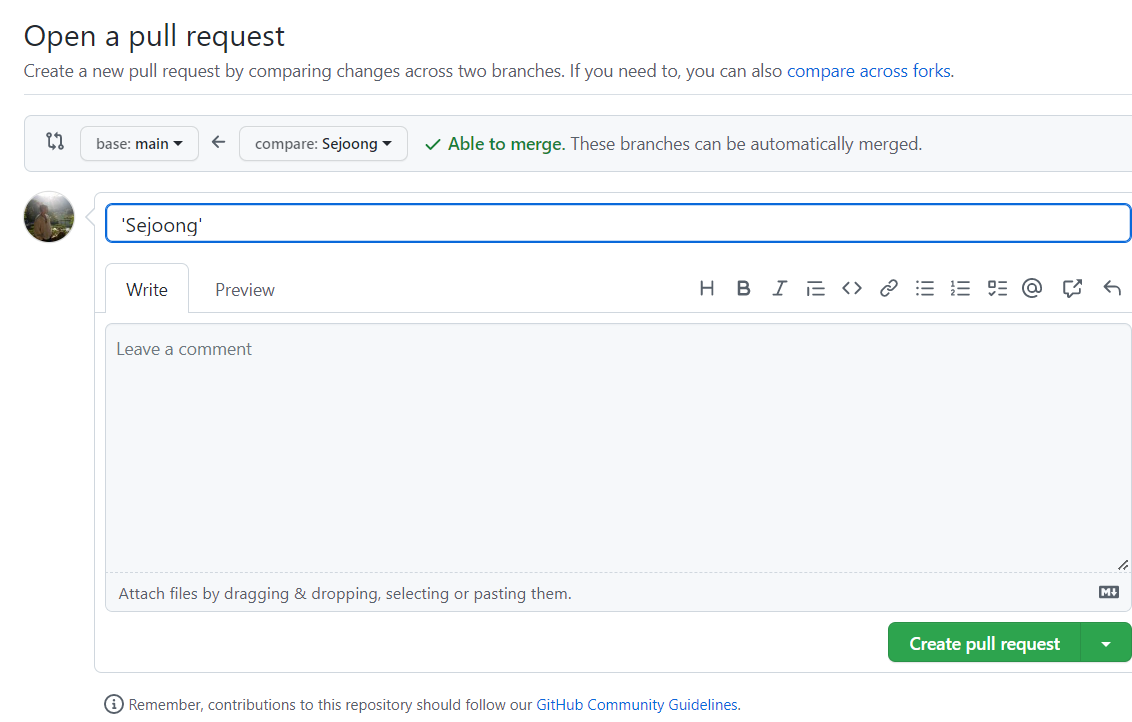 Open a pull request
Create a new pull request by comparing changes across two branches. If you need to, you can also compare across forks.
base: main
compare: Sejoong
Able to merge. These branches can be automatically merged.
'Sejoong'
Write
Preview
Leave a comment
Attach files by dragging & dropping, selecting or pasting them.
Create pull request
Remember, contributions to this repository should follow our GitHub Community Guidelines.